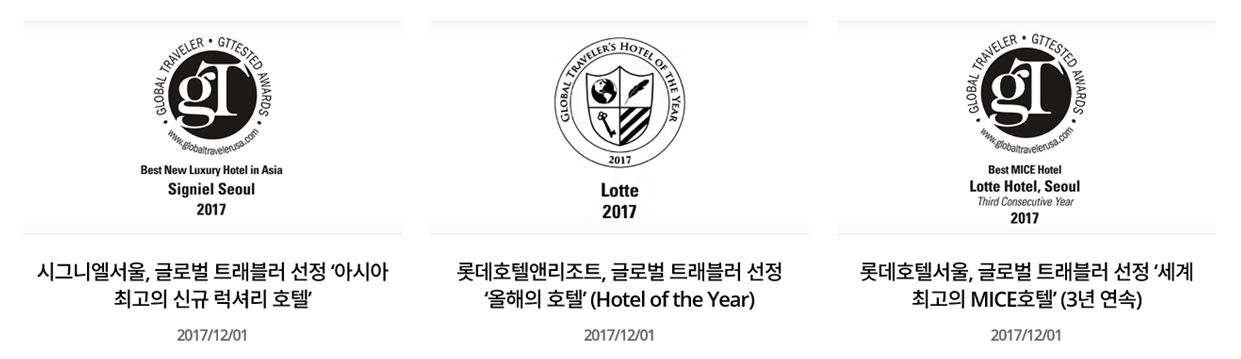 GLOBAL TRAVELER • GTTESTED AWARDS •
gT
www.globaltravelerusa.com
Best New Luxury Hotel in Asia
Signiel Seoul
2017
시그니엘서울, 글로벌 트래블러 선정 ‘아시아
최고의 신규 럭셔리 호텔’
2017/12/01
GLOBAL TRAVELER'S HOTEL OF THE YEAR
2017
Lotte
2017
롯데호텔앤리조트, 글로벌 트래블러 선정
‘올해의 호텔’ (Hotel of the Year)
2017/12/01
GLOBAL TRAVELER • GTTESTED AWARDS •
gT
www.globaltravelerusa.com
Best MICE Hotel
Lotte Hotel, Seoul
Third Consecutive Year
2017
롯데호텔서울, 글로벌 트래블러 선정 ‘세계
최고의 MICE호텔’ (3년 연속)
2017/12/01